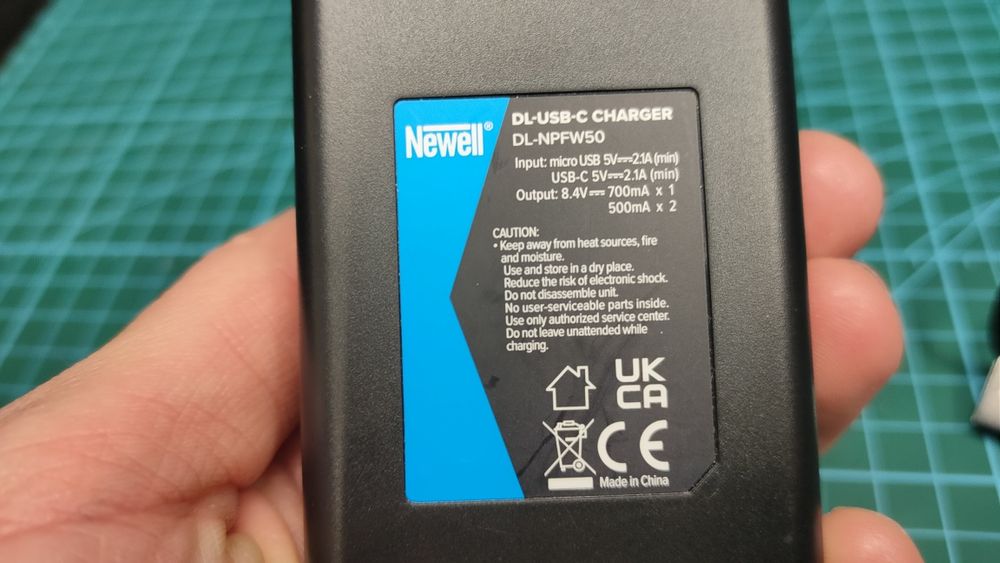 Newell®
DL-USB-C CHARGER
DL-NPFW50
Input: micro USB 5V⎓2.1A (min)
USB-C 5V⎓2.1A (min)
Output: 8.4V⎓ 700mA x 1
500mA x 2
CAUTION:
• Keep away from heat sources, fire
and moisture.
Use and store in a dry place.
Reduce the risk of electronic shock.
Do not disassemble unit.
No user-serviceable parts inside.
Use only authorized service center.
Do not leave unattended while
charging.
UK
CA
CE
Made in China